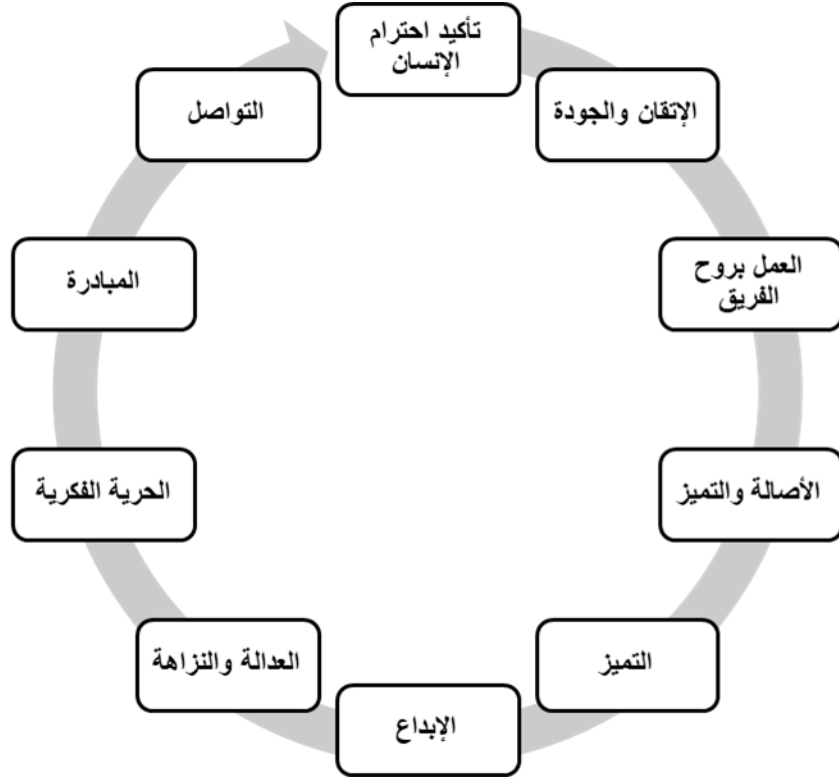 تأكيد احترام
الإنسان
الإتقان والجودة
العمل بروح
الفريق
الأصالة والتميز
التميز
الإبداع
العدالة والنزاهة
الحرية الفكرية
المبادرة
التواصل